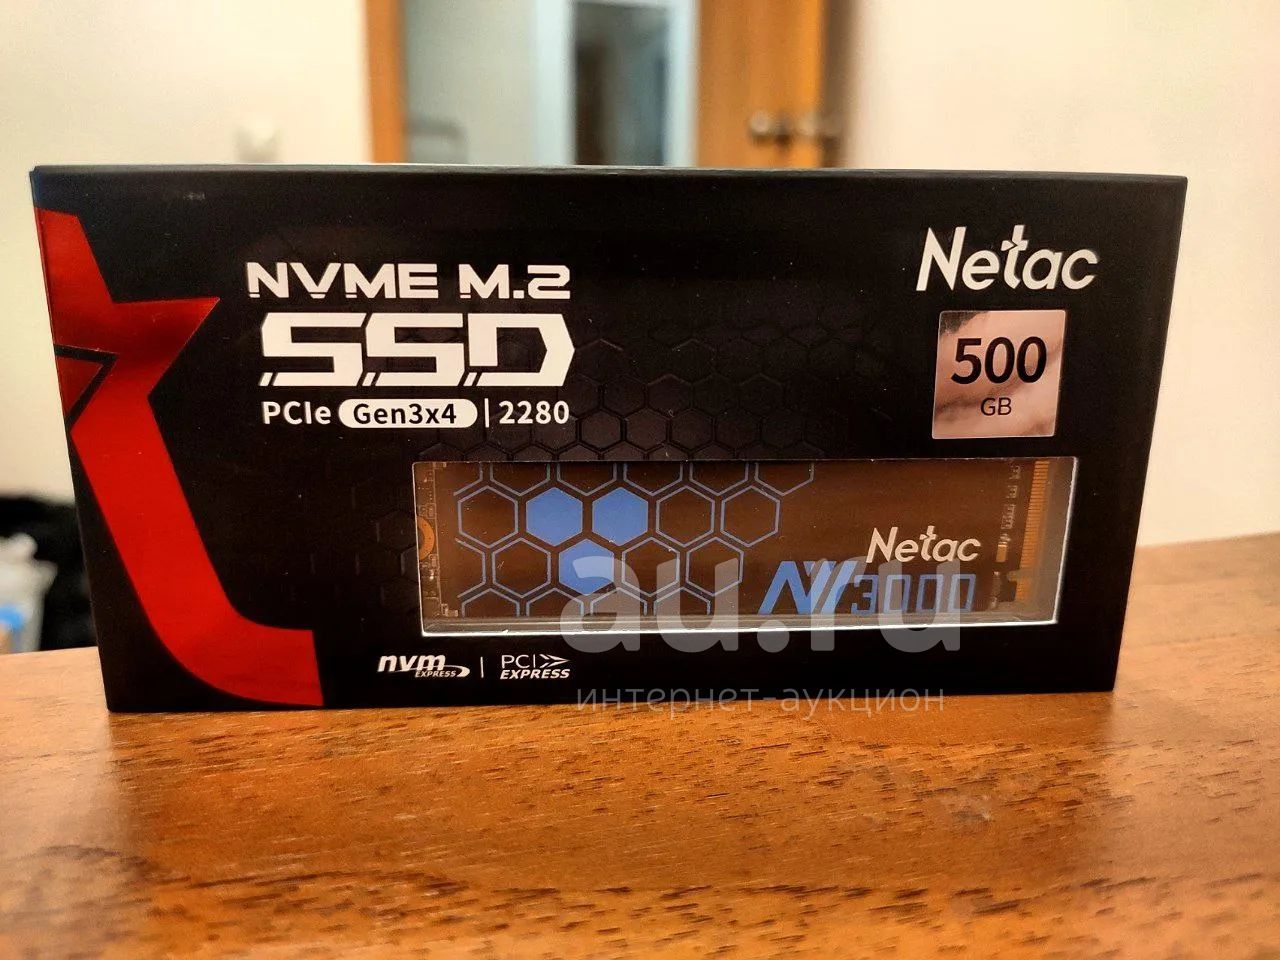 NVME M.2
SSD
PCIe Gen3x4 | 2280
Netac
500
GB
Netac
NV3000
nvm EXPRESS | PCI EXPRESS
au.ru
интернет-аукцион